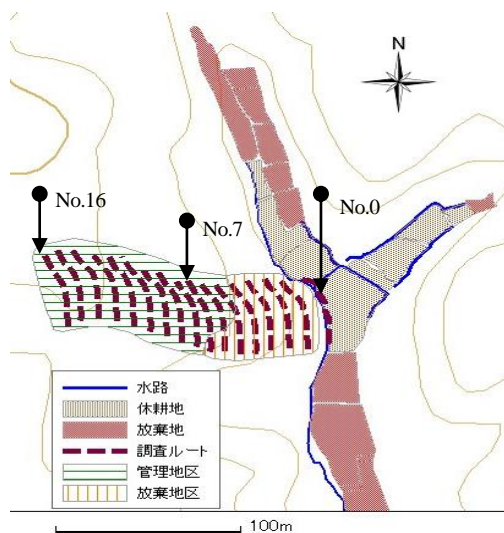 N
No.16
No.7
No.0
水路
休耕地
放棄地
調査ルート
管理地区
放棄地区
100m